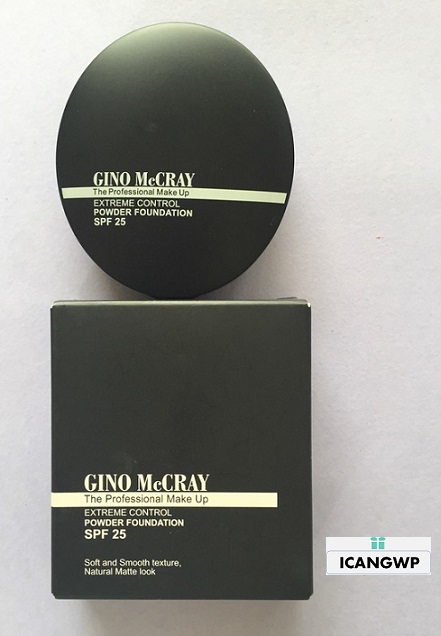 GINO McCRAY
The Professional Make Up
EXTREME CONTROL
POWDER FOUNDATION
SPF 25
GINO McCRAY
The Professional Make Up
EXTREME CONTROL
POWDER FOUNDATION
SPF 25
Soft and Smooth texture,
Natural Matte look
ICANGWP